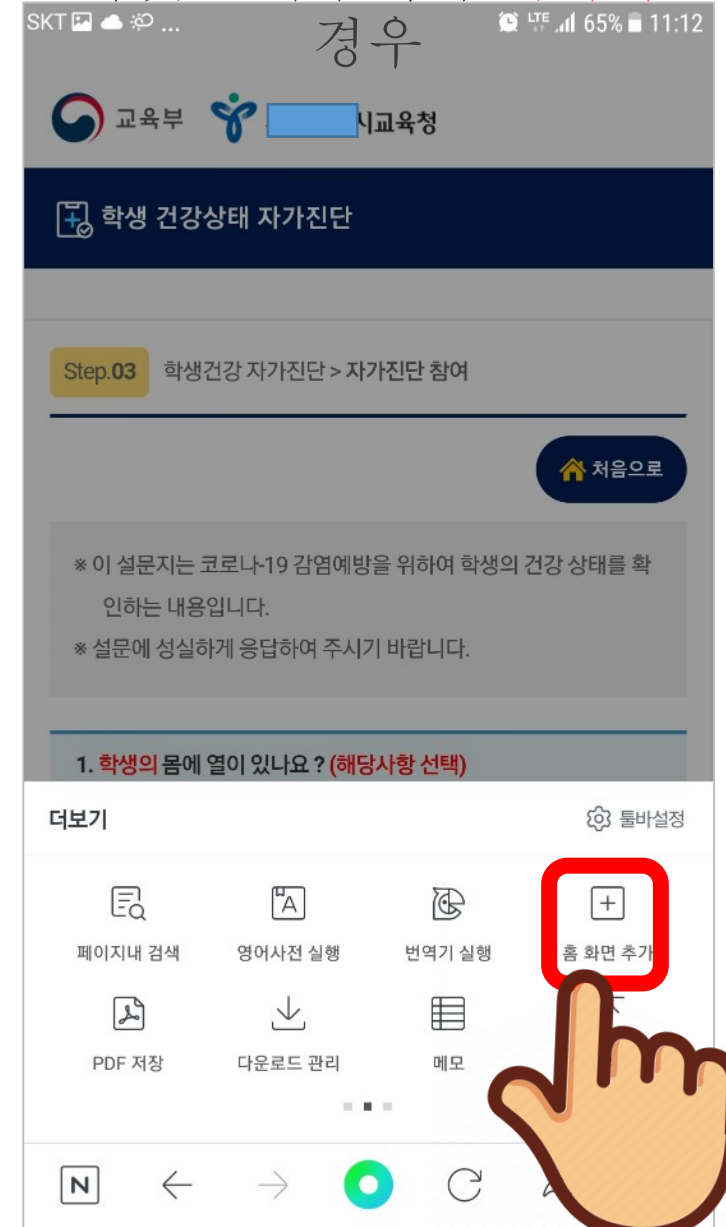 경우
SKT ... LTE 65% 11:12
교육부 시교육청
학생 건강상태 자가진단
Step.03 학생건강 자가진단 > 자가진단 참여
처음으로
※ 이 설문지는 코로나-19 감염예방을 위하여 학생의 건강 상태를 확
인하는 내용입니다.
※ 설문에 성실하게 응답하여 주시기 바랍니다.
1. 학생의 몸에 열이 있나요 ? (해당사항 선택)
더보기 툴바설정
페이지내 검색 영어사전 실행 번역기 실행 홈 화면 추가
PDF 저장 다운로드 관리 메모
N